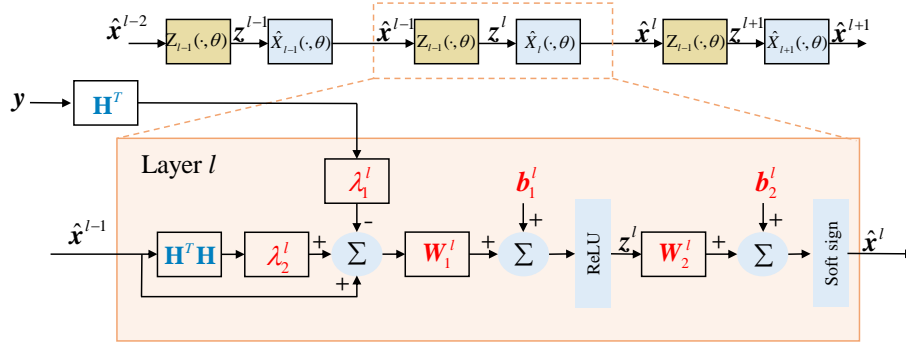 x̂^{l-2} Z_{l-1}(·,θ) z^{l-1} X̂_{l-1}(·,θ) x̂^{l-1} Z_{l-1}(·,θ) z^l X̂_l(·,θ) x̂^l Z_{l-1}(·,θ) z^{l+1} X̂_{l+1}(·,θ) x̂^{l+1}
y H^T
Layer l
λ_1^l b_1^l b_2^l
- + +
x̂^{l-1} H^T H λ_2^l + Σ W_1^l + Σ ReLU z^l W_2^l + Σ Soft sign x̂^l
+